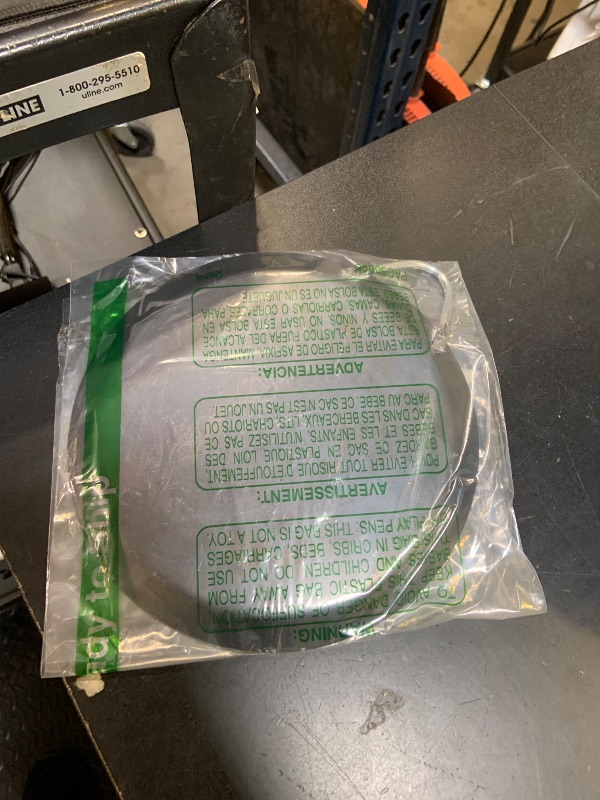 ULINE
1-800-295-5510
uline.com
WARNING:
TO AVOID DANGER OF SUFFOCATION,
KEEP THIS PLASTIC BAG AWAY FROM
BABIES AND CHILDREN. DO NOT USE
THIS BAG IN CRIBS, BEDS, CARRIAGES
OR PLAY PENS. THIS BAG IS NOT A TOY.
AVERTISSEMENT:
POUR ÉVITER TOUT RISQUE D'ÉTOUFFEMENT,
GARDEZ CE SAC EN PLASTIQUE LOIN DES
BÉBÉS ET LES ENFANTS. N'UTILISEZ PAS CE
SAC DANS LES BERCEAUX, LITS, CHARIOTS OU
PARC AU BEBE. CE SAC N'EST PAS UN JOUET.
ADVERTENCIA:
PARA EVITAR EL PELIGRO DE ASFIXIA, MANTENGA
ESTA BOLSA DE PLASTICO FUERA DEL ALCANCE
DE BEBES Y NIÑOS. NO USAR ESTA BOLSA EN
CAMAS, CARRIOLAS O CORRALES PARA
BEBES. ESTA BOLSA NO ES UN JUGUETE.
dy to ship